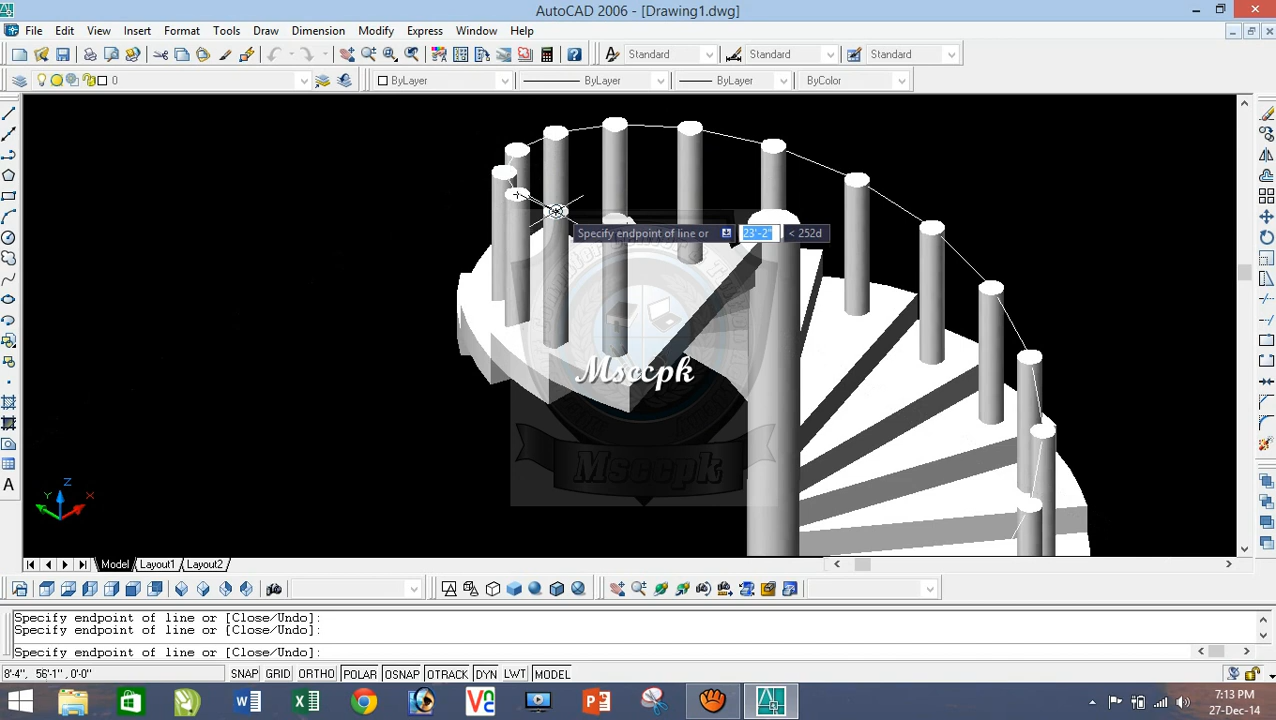 AutoCAD 2006 - [Drawing1.dwg]
File Edit View Insert Format Tools Draw Dimension Modify Express Window Help
Standard Standard Standard
0 ByLayer ByLayer ByLayer ByColor
Specify endpoint of line or 23'-2" < 252d
Msccpk
Msccpk
Z
Y X
Model Layout1 Layout2
Specify endpoint of line or [Close/Undo]:
Specify endpoint of line or [Close/Undo]:
Specify endpoint of line or [Close/Undo]:
8'-4", 56'-1", 0'-0" SNAP GRID ORTHO POLAR OSNAP OTRACK DYN LWT MODEL
7:13 PM
27-Dec-14